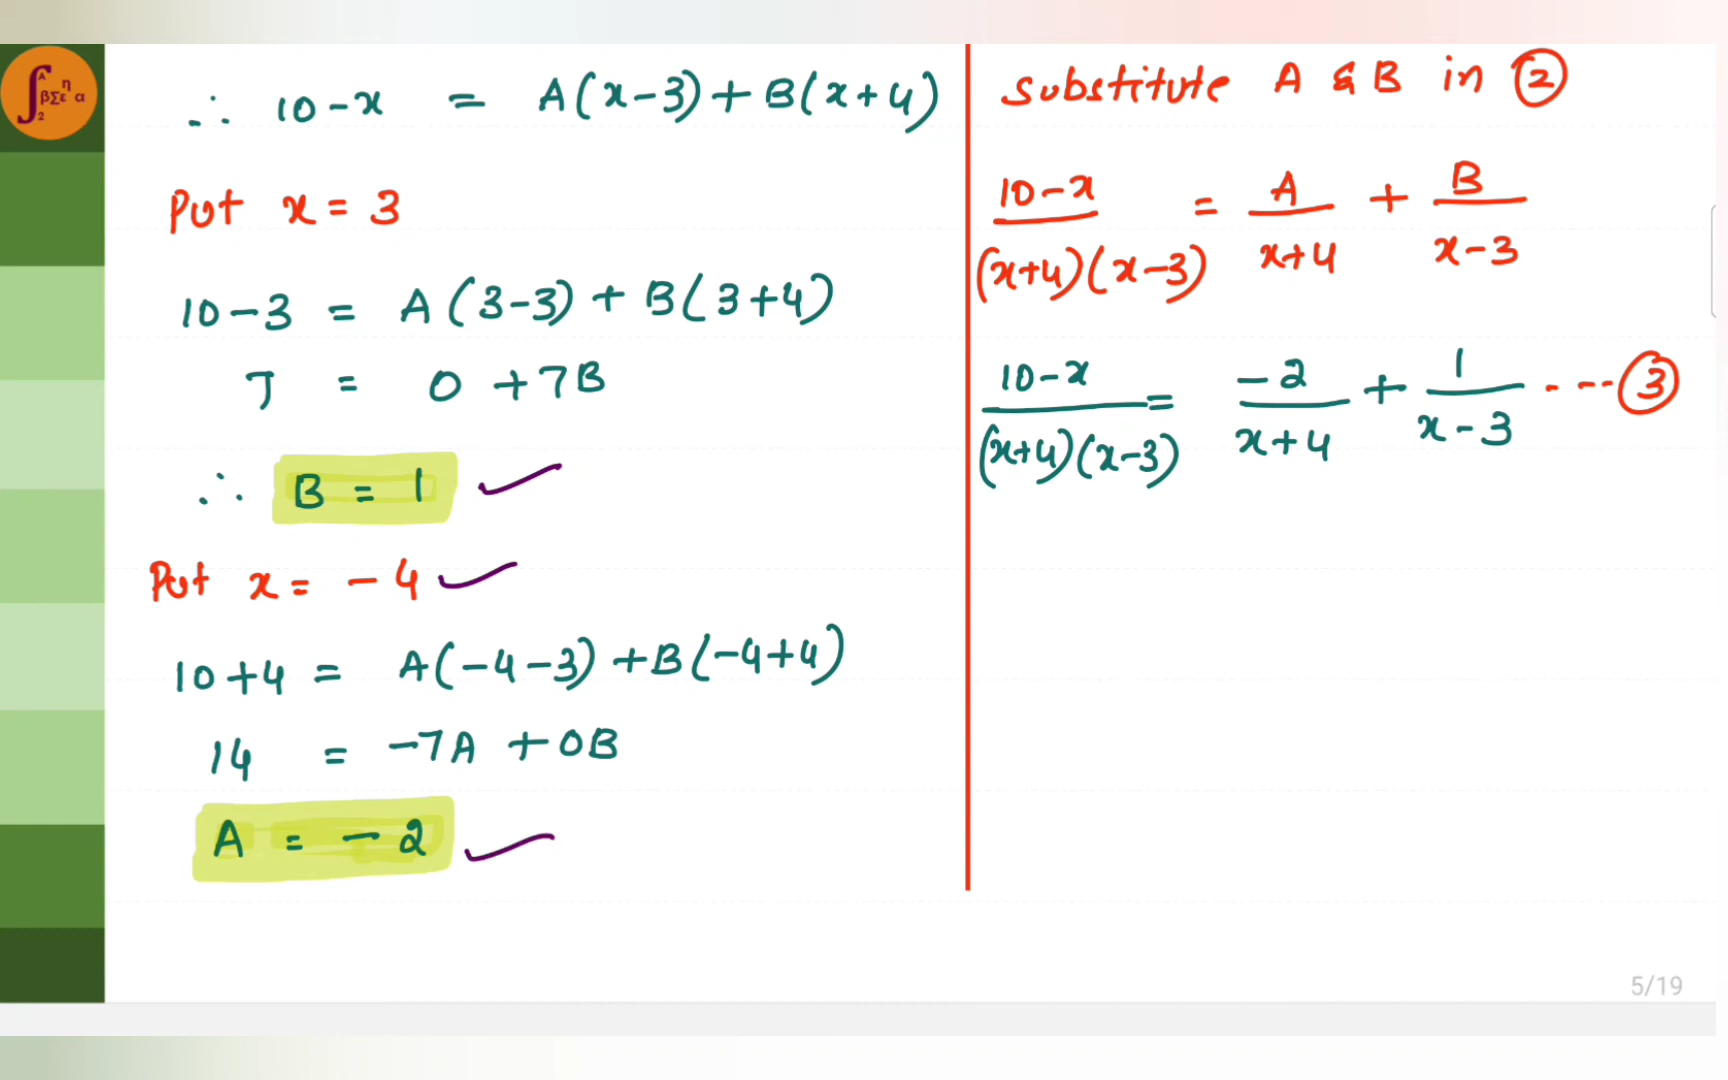 ∴ 10-x = A(x-3)+B(x+4)
Put x = 3
10-3 = A(3-3)+B(3+4)
7 = 0 +7B
∴ B = 1
Put x = -4
10+4 = A(-4-3)+B(-4+4)
14 = -7A +0B
A = -2
substitute A & B in ②
10-x / (x+4)(x-3) = A / x+4 + B / x-3
10-x / (x+4)(x-3) = -2 / x+4 + 1 / x-3 ---- ③
5/19